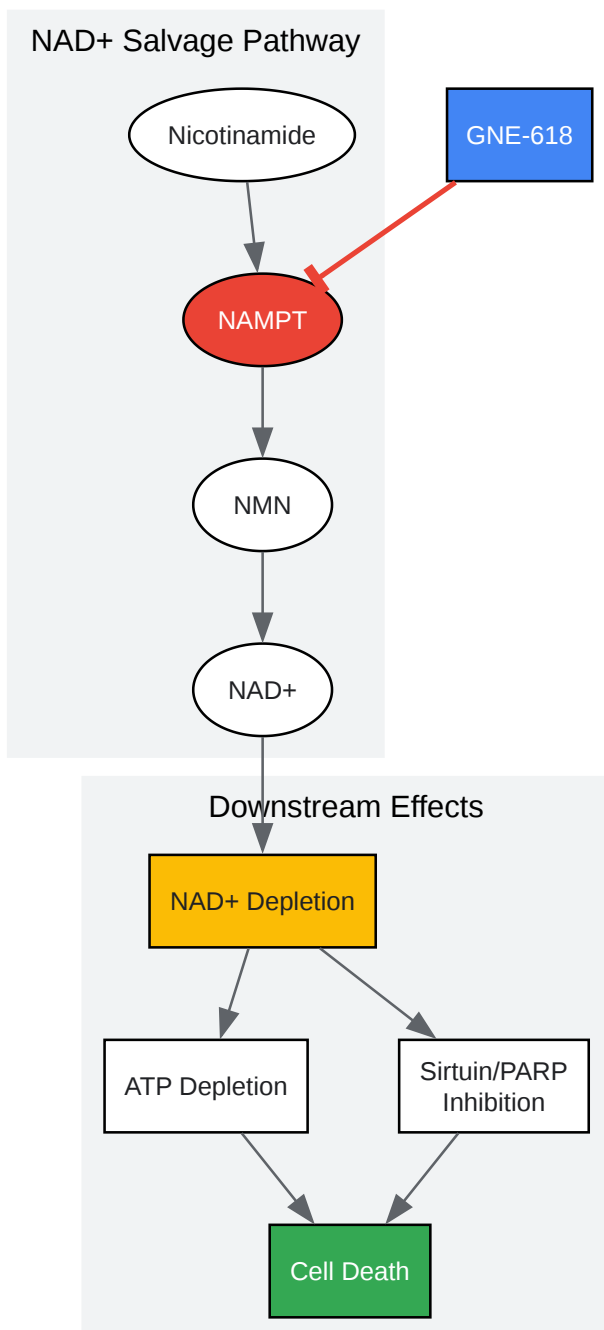 NAD+ Salvage Pathway
Nicotinamide
GNE-618
NAMPT
NMN
NAD+
Downstream Effects
NAD+ Depletion
ATP Depletion
Sirtuin/PARP
Inhibition
Cell Death